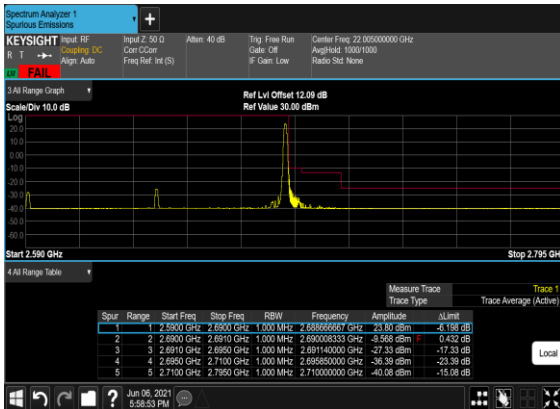 Spectrum Analyzer 1
Spurious Emissions
+
KEYSIGHT Input: RF Input Z: 50 Ω Atten: 40 dB Trig: Free Run Center Freq: 22.005000000 GHz
R T Coupling: DC Corr CCorr Gate: Off Avg|Hold: 1000/1000
Align: Auto Freq Ref: Int (S) IF Gain: Low Radio Std: None
LXI FAIL
3 All Range Graph
Ref Lvl Offset 12.09 dB
Scale/Div 10.0 dB Ref Value 30.00 dBm
Log
20.0
10.0
0.00
-10.0
-20.0
-30.0
-40.0
-50.0
-60.0
Start 2.590 GHz Stop 2.795 GHz
4 All Range Table
Measure Trace Trace 1
Trace Type Trace Average (Active)
Spur Range Start Freq Stop Freq RBW Frequency Amplitude ΔLimit
1 1 2.5900 GHz 2.6900 GHz 1.000 MHz 2.688666667 GHz 23.80 dBm -6.198 dB
2 2 2.6900 GHz 2.6910 GHz 1.000 MHz 2.690008333 GHz -9.568 dBm F 0.432 dB
3 3 2.6910 GHz 2.6950 GHz 1.000 MHz 2.691140000 GHz -27.33 dBm -17.33 dB
4 4 2.6950 GHz 2.7100 GHz 1.000 MHz 2.695850000 GHz -36.39 dBm -23.39 dB
5 5 2.7100 GHz 2.7950 GHz 1.000 MHz 2.710000000 GHz -40.08 dBm -15.08 dB
Local
?
Jun 06, 2021
5:58:53 PM